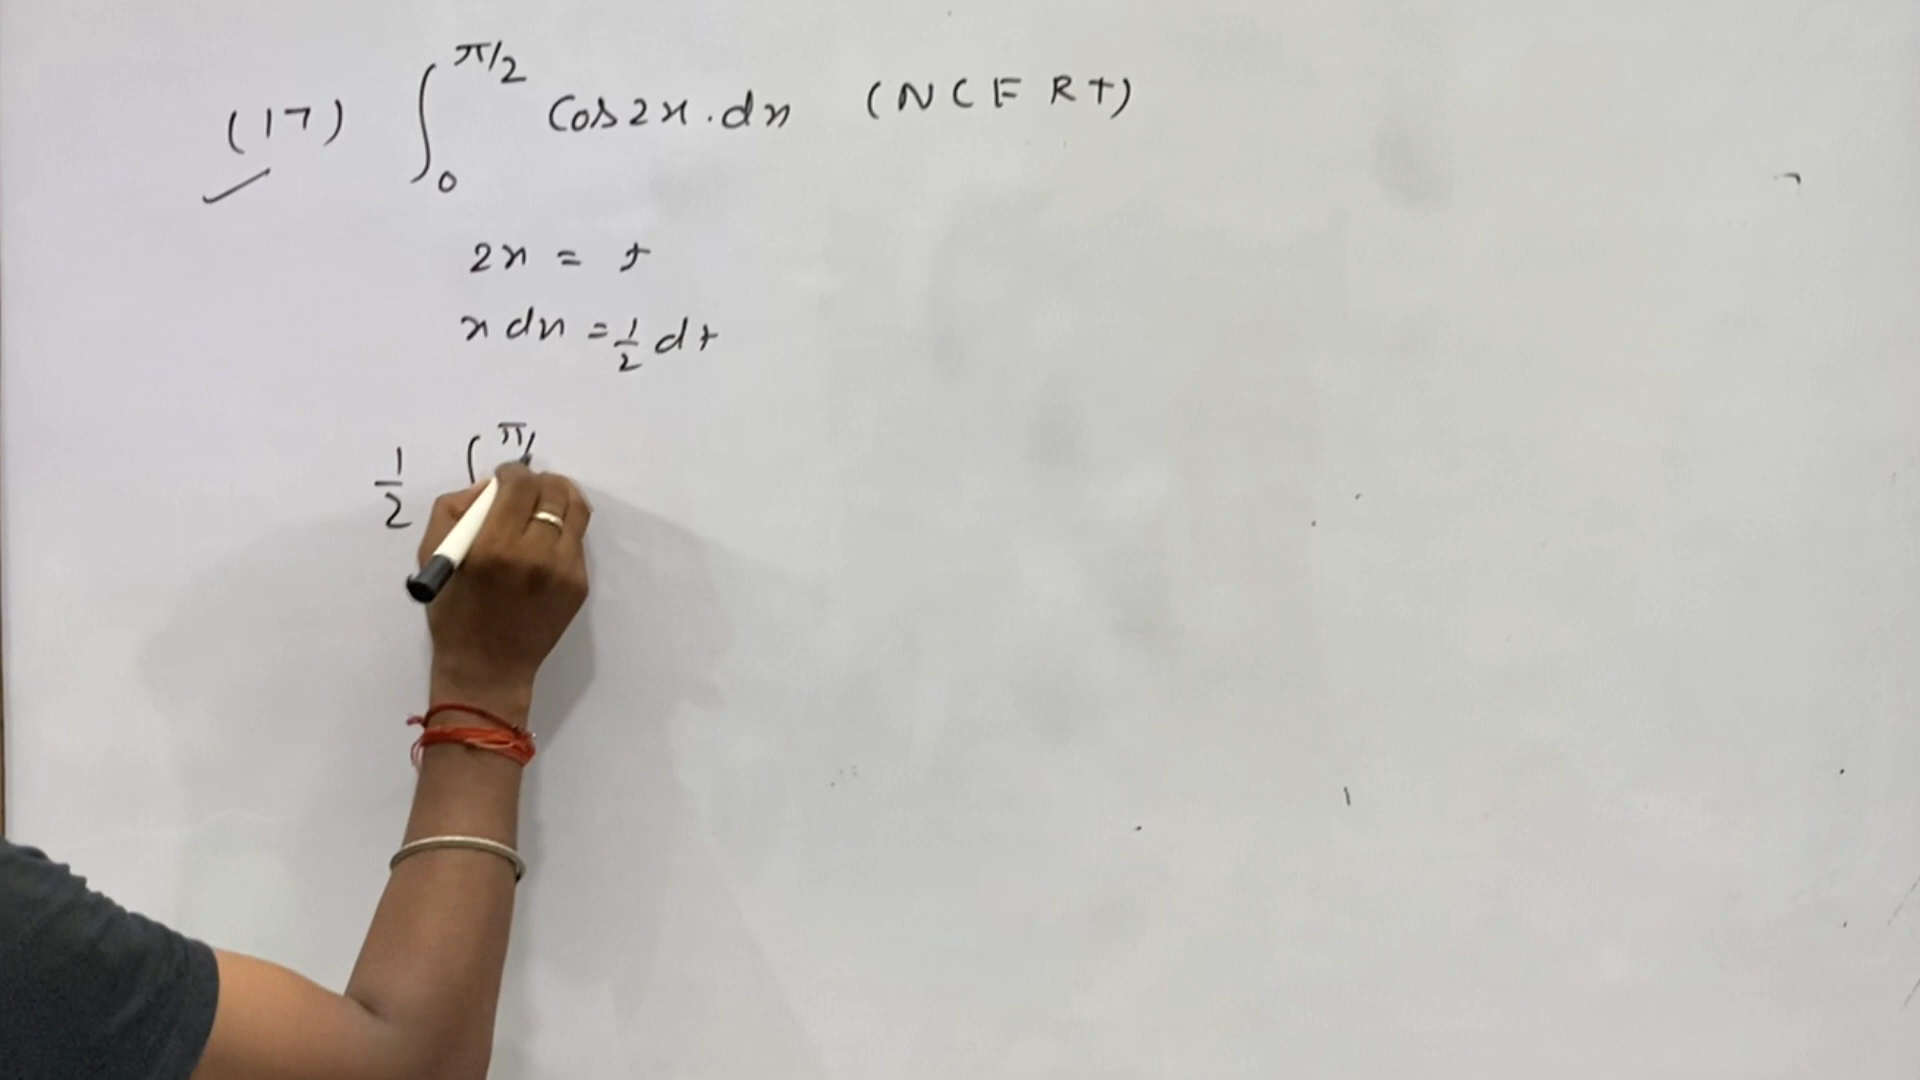 (17) ∫₀^π/2 Cos2x.dx (NCERT)
2x = t
x dx = 1/2 dt
1/2 ∫^π/